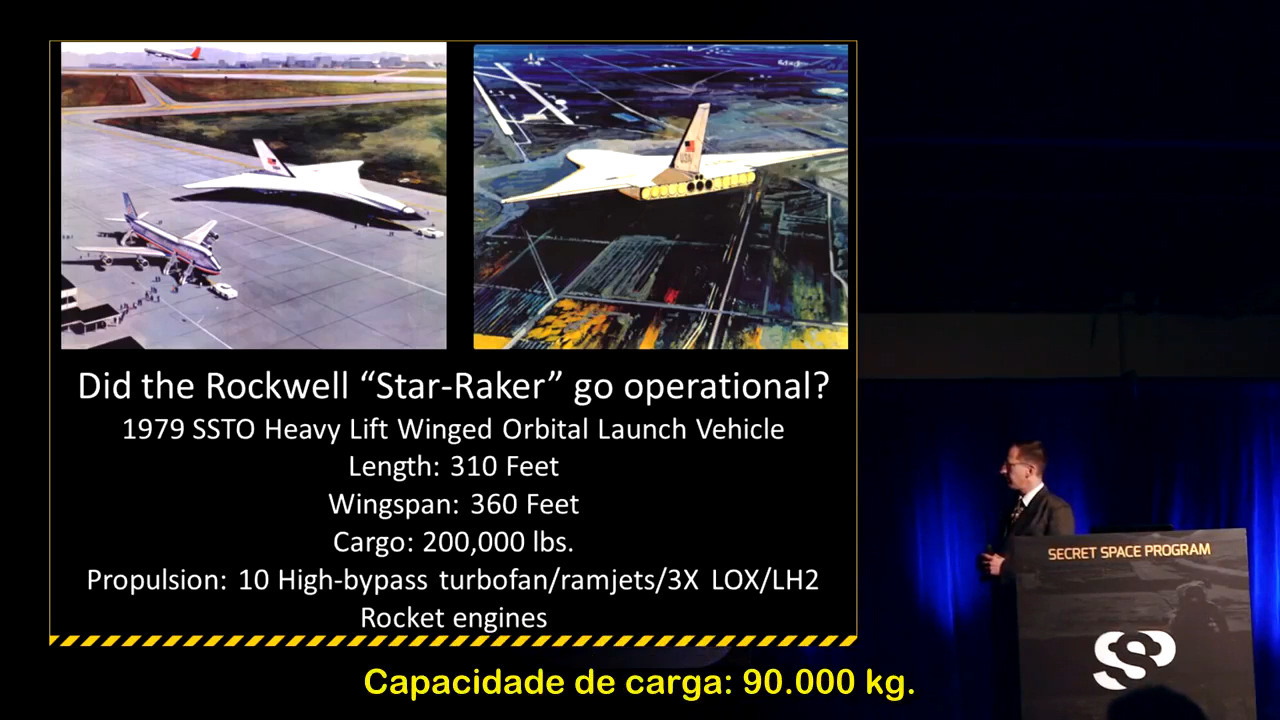 USA
Did the Rockwell “Star-Raker” go operational?
1979 SSTO Heavy Lift Winged Orbital Launch Vehicle
Length: 310 Feet
Wingspan: 360 Feet
Cargo: 200,000 lbs.
Propulsion: 10 High-bypass turbofan/ramjets/3X LOX/LH2
Rocket engines
SECRET SPACE PROGRAM
SSP
Capacidade de carga: 90.000 kg.